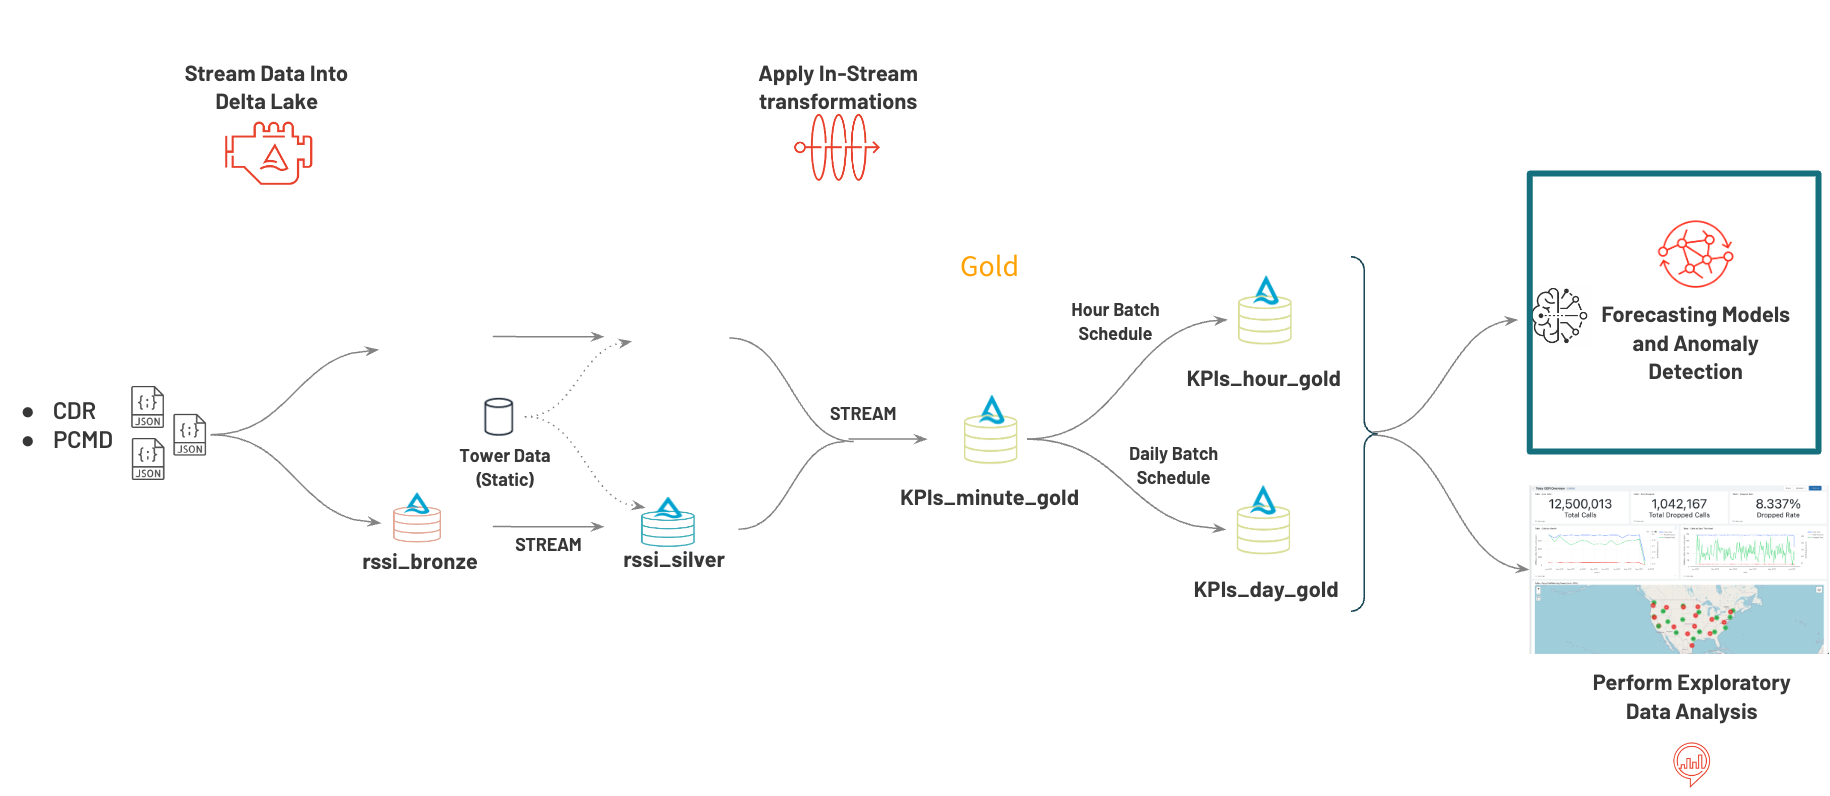 Stream Data Into
Delta Lake
Apply In-Stream
transformations
Gold
Hour Batch
Schedule
KPIs_hour_gold
Forecasting Models
and Anomaly
Detection
● CDR
● PCMD
{;}
JSON
{;}
JSON
{;}
JSON
Tower Data
(Static)
STREAM
KPIs_minute_gold
Daily Batch
Schedule
rssi_bronze
STREAM
rssi_silver
KPIs_day_gold
12,500,013
Total Calls
1,042,167
Total Dropped Calls
8.337%
Dropped Rate
Perform Exploratory
Data Analysis